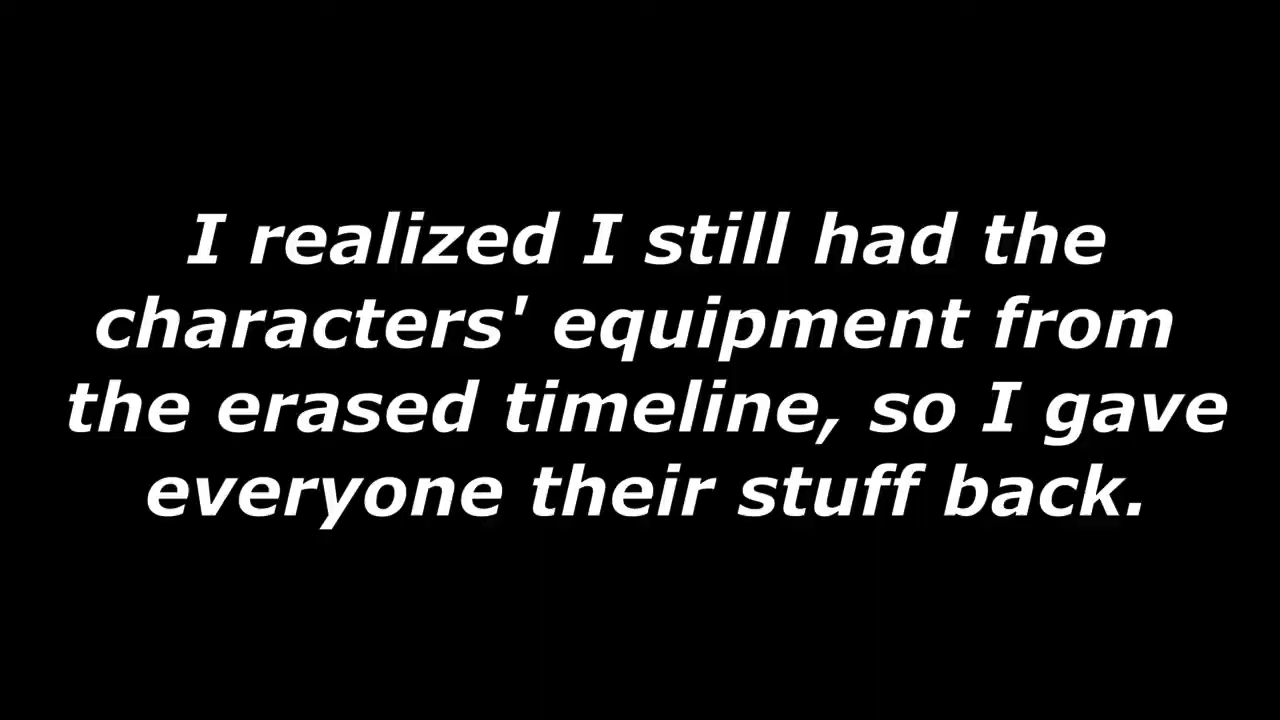 I realized I still had the
characters' equipment from
the erased timeline, so I gave
everyone their stuff back.